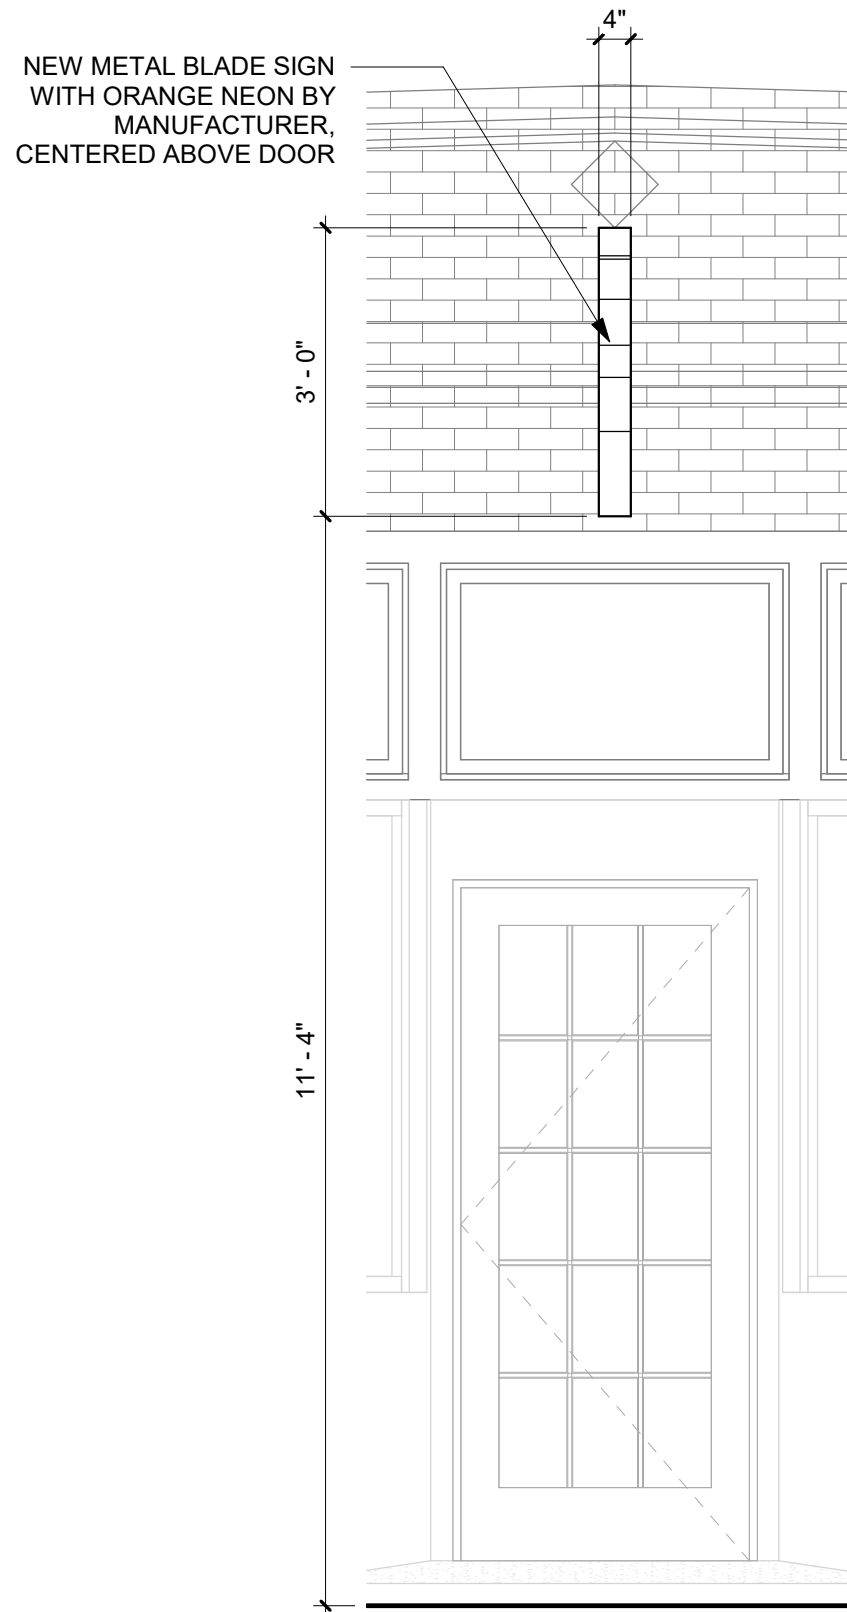 4"
NEW METAL BLADE SIGN
WITH ORANGE NEON BY
MANUFACTURER,
CENTERED ABOVE DOOR
3' - 0"
11' - 4"